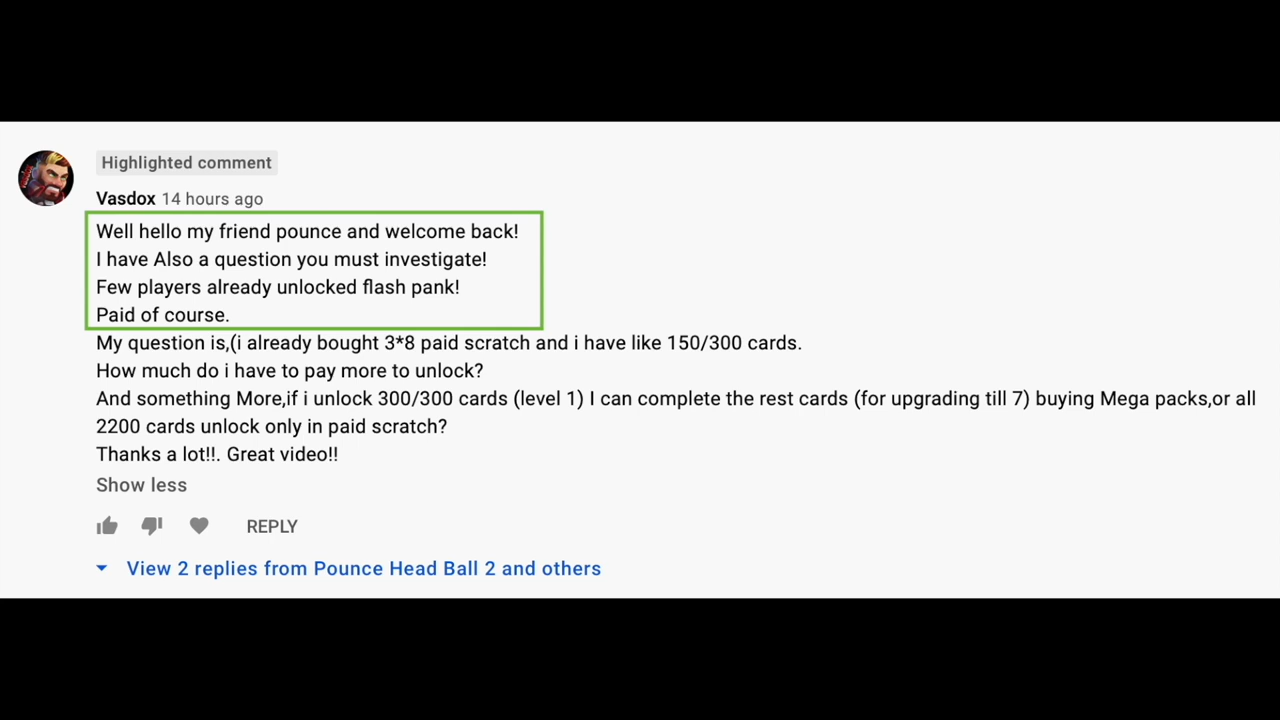 Highlighted comment
Vasdox 14 hours ago
Well hello my friend pounce and welcome back!
I have Also a question you must investigate!
Few players already unlocked flash pank!
Paid of course.
My question is,(i already bought 3*8 paid scratch and i have like 150/300 cards.
How much do i have to pay more to unlock?
And something More,if i unlock 300/300 cards (level 1) I can complete the rest cards (for upgrading till 7) buying Mega packs,or all
2200 cards unlock only in paid scratch?
Thanks a lot!!. Great video!!
Show less
REPLY
View 2 replies from Pounce Head Ball 2 and others